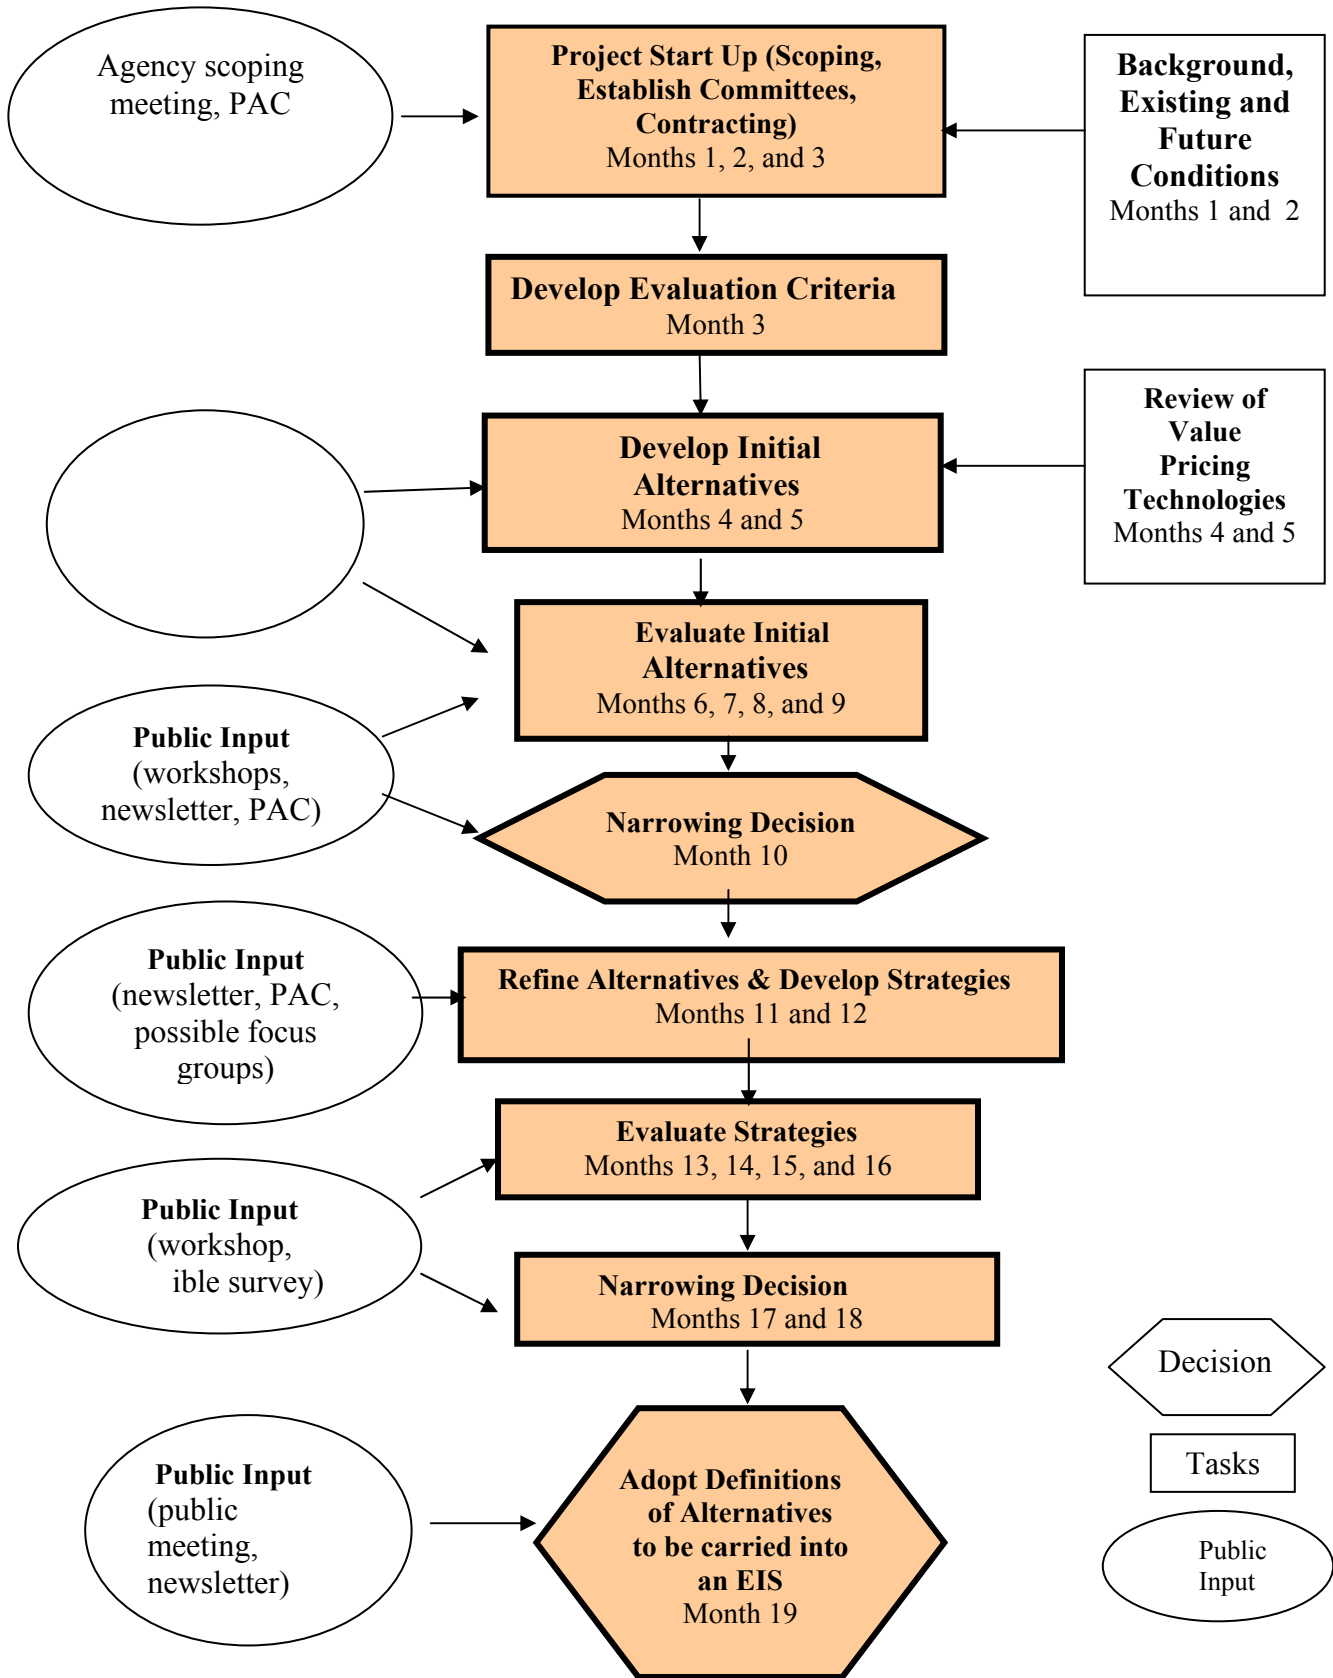 Agency scoping
meeting, PAC
Project Start Up (Scoping,
Establish Committees,
Contracting)
Months 1, 2, and 3
Background,
Existing and
Future
Conditions
Months 1 and 2
Develop Evaluation Criteria
Month 3
Develop Initial
Alternatives
Months 4 and 5
Review of
Value
Pricing
Technologies
Months 4 and 5
Evaluate Initial
Alternatives
Months 6, 7, 8, and 9
Public Input
(workshops,
newsletter, PAC)
Narrowing Decision
Month 10
Public Input
(newsletter, PAC,
possible focus
groups)
Refine Alternatives & Develop Strategies
Months 11 and 12
Evaluate Strategies
Months 13, 14, 15, and 16
Public Input
(workshop,
ible survey)
Narrowing Decision
Months 17 and 18
Public Input
(public
meeting,
newsletter)
Adopt Definitions
of Alternatives
to be carried into
an EIS
Month 19
Decision
Tasks
Public
Input